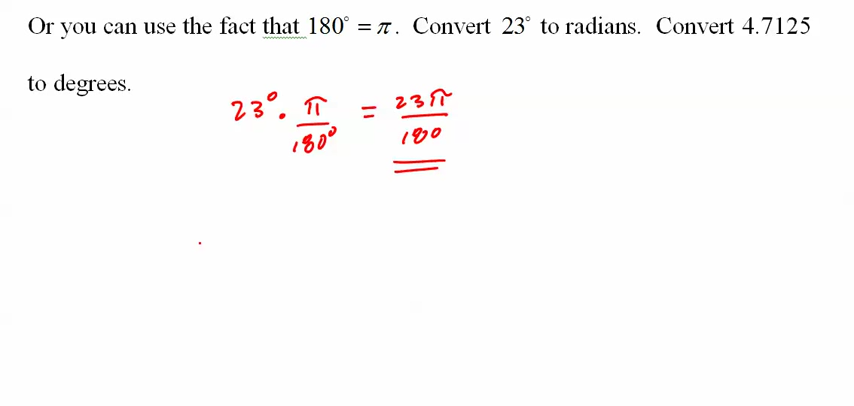 Or you can use the fact that 180° = π. Convert 23° to radians. Convert 4.7125
to degrees.
23° · π/180° = 23π/180